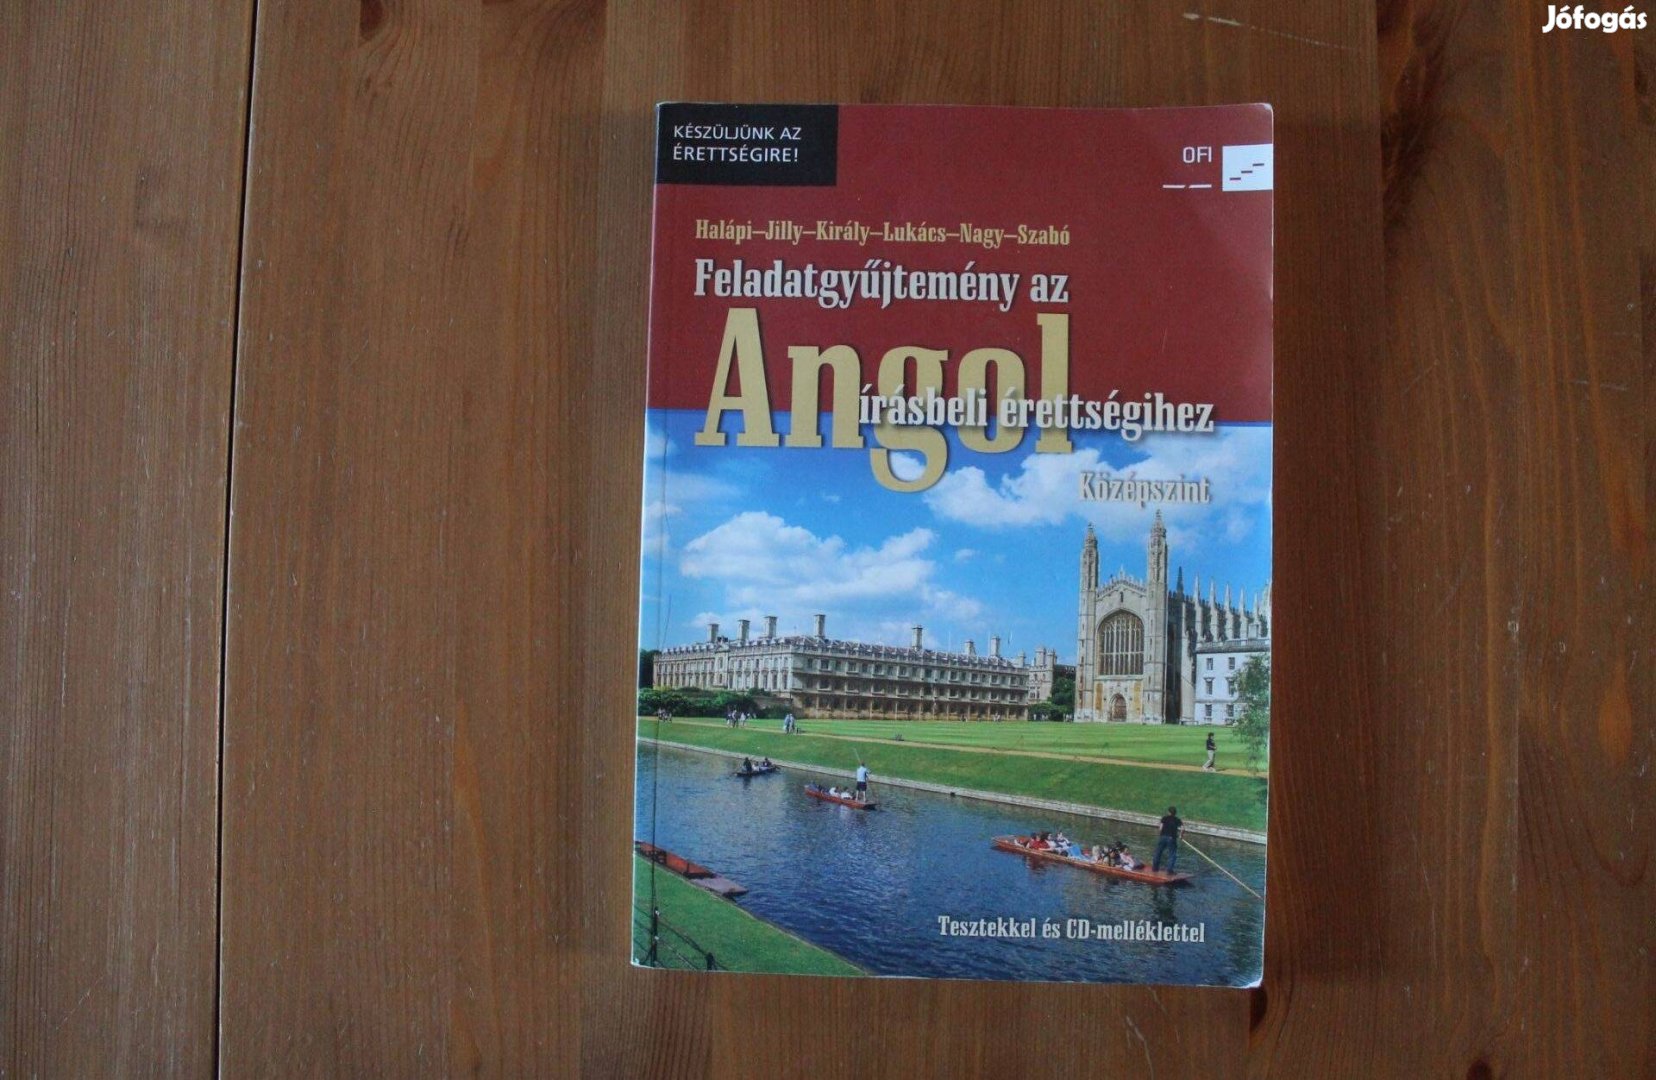 Jófogás
KÉSZÜLJÜNK AZ
ÉRETTSÉGIRE!
OFI
Halápi–Jilly–Király–Lukács–Nagy–Szabó
Feladatgyűjtemény az
Angol
írásbeli érettségihez
Középszint
Tesztekkel és CD-melléklettel